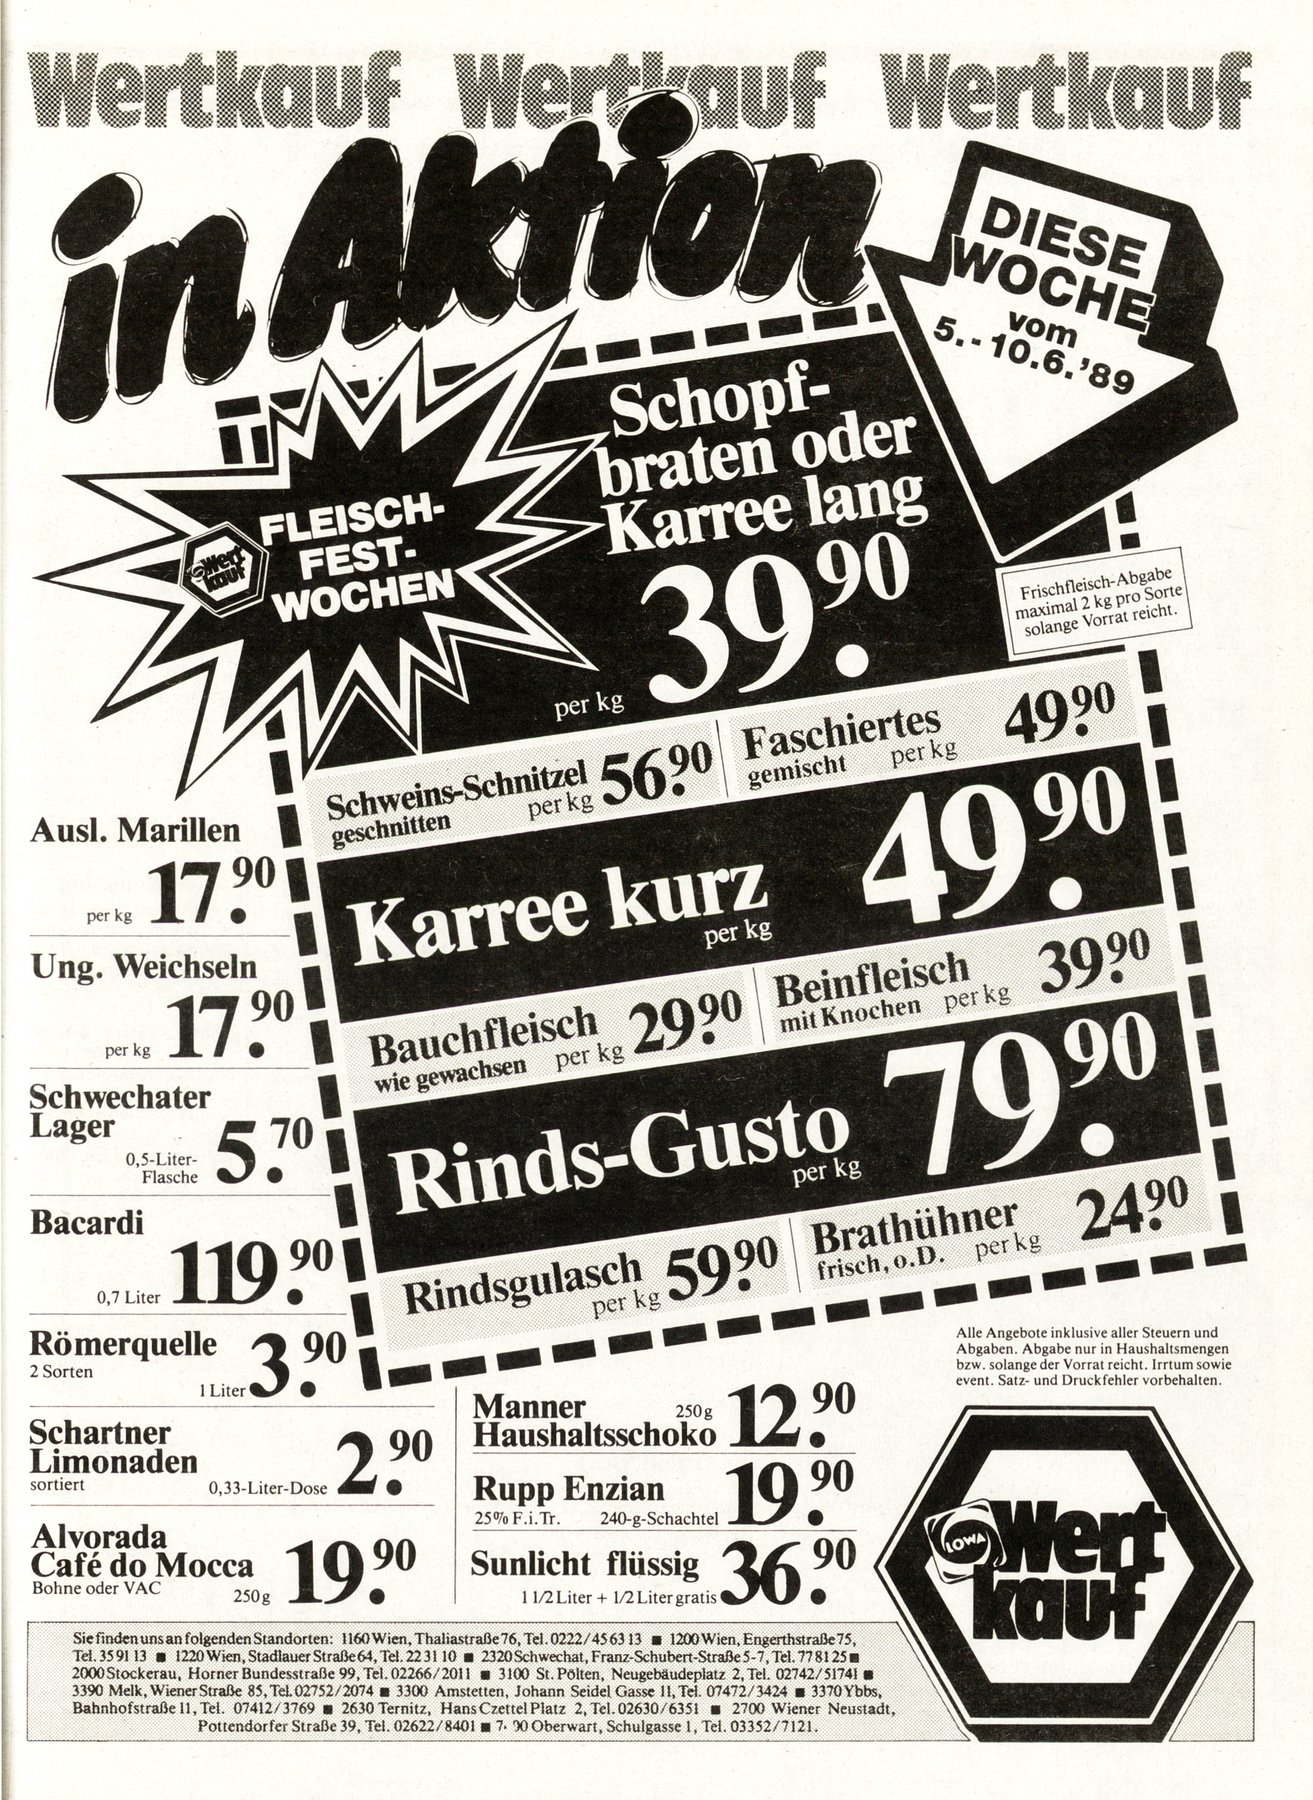 Wertkauf Wertkauf Wertkauf
in Aktion
DIESE
WOCHE
vom
5.-10.6.'89
FLEISCH-
FEST-
WOCHEN
Wert
kauf
Schopf-
braten oder
Karree lang
per kg 39.90
Frischfleisch-Abgabe
maximal 2 kg pro Sorte
solange Vorrat reicht.
Schweins-Schnitzel
geschnitten per kg 56.90
Faschiertes
gemischt per kg 49.90
Karree kurz
per kg 49.90
Bauchfleisch
wie gewachsen per kg 29.90
Beinfleisch
mit Knochen per kg 39.90
Rinds-Gusto
per kg 79.90
Rindsgulasch
per kg 59.90
Brathühner
frisch, o.D. per kg 24.90
Ausl. Marillen
per kg 17.90
Ung. Weichseln
per kg 17.90
Schwechater
Lager
0,5-Liter-
Flasche 5.70
Bacardi
0,7 Liter 119.90
Römerquelle
2 Sorten
1 Liter 3.90
Schartner
Limonaden
sortiert 0,33-Liter-Dose 2.90
Alvorada
Café do Mocca
Bohne oder VAC 250 g 19.90
Manner 250 g
Haushaltsschoko 12.90
Rupp Enzian
25% F.i.Tr. 240-g-Schachtel 19.90
Sunlicht flüssig
1 1/2 Liter + 1/2 Liter gratis 36.90
Alle Angebote inklusive aller Steuern und
Abgaben. Abgabe nur in Haushaltsmengen
bzw. solange der Vorrat reicht. Irrtum sowie
event. Satz- und Druckfehler vorbehalten.
LOWA
Wert
kauf
Sie finden uns an folgenden Standorten: 1160 Wien, Thaliastraße 76, Tel. 0222/45 63 13 ■ 1200 Wien, Engerthstraße 75,
Tel. 35 91 13 ■ 1220 Wien, Stadlauer Straße 64, Tel. 22 31 10 ■ 2320 Schwechat, Franz-Schubert-Straße 5-7, Tel. 77 81 25 ■
2000 Stockerau, Horner Bundesstraße 99, Tel. 02266/2011 ■ 3100 St. Pölten, Neugebäudeplatz 2, Tel. 02742/51741 ■
3390 Melk, Wiener Straße 85, Tel. 02752/2074 ■ 3300 Amstetten, Johann Seidel Gasse 11, Tel. 07472/3424 ■ 3370 Ybbs,
Bahnhofstraße 11, Tel. 07412/3769 ■ 2630 Ternitz, Hans Czettel Platz 2, Tel. 02630/6351 ■ 2700 Wiener Neustadt,
Pottendorfer Straße 39, Tel. 02622/8401 ■ Oberwart, Schulgasse 1, Tel. 03352/7121.